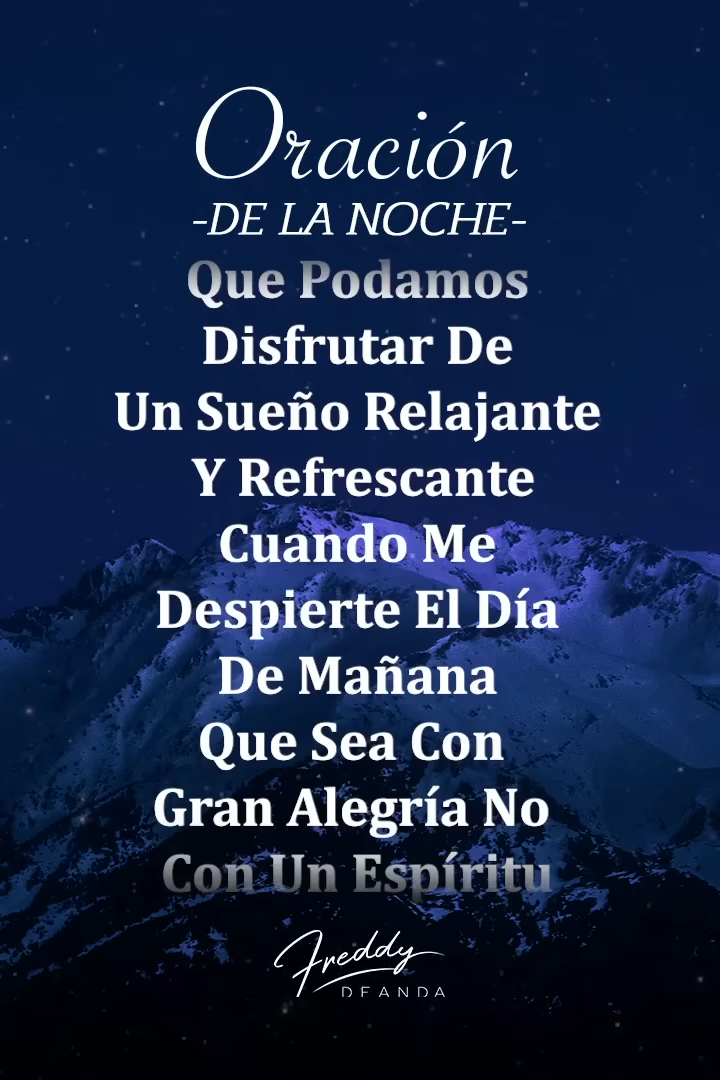 Oración
-DE LA NOCHE-
Que Podamos
Disfrutar De
Un Sueño Relajante
Y Refrescante
Cuando Me
Despierte El Día
De Mañana
Que Sea Con
Gran Alegría No
Con Un Espíritu
Freddy
DEANDA